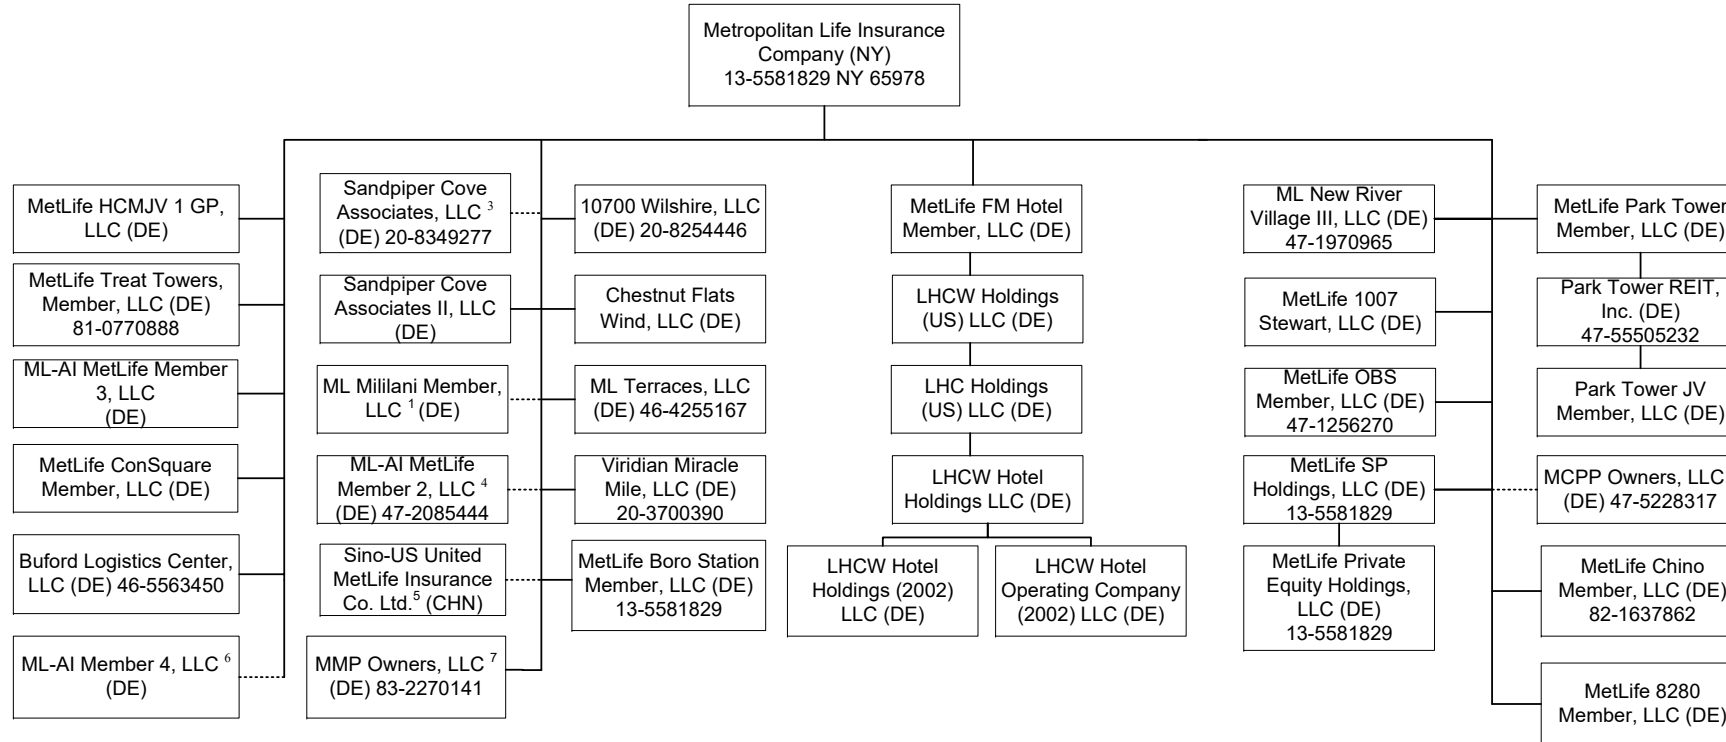 Metropolitan Life Insurance
Company (NY)
13-5581829 NY 65978
MetLife HCMJV 1 GP,
LLC (DE)
MetLife Treat Towers,
Member, LLC (DE)
81-0770888
ML-AI MetLife Member
3, LLC
(DE)
MetLife ConSquare
Member, LLC (DE)
Buford Logistics Center,
LLC (DE) 46-5563450
ML-AI Member 4, LLC 6
(DE)
Sandpiper Cove
Associates, LLC 3
(DE) 20-8349277
Sandpiper Cove
Associates II, LLC
(DE)
ML Mililani Member,
LLC 1 (DE)
ML-AI MetLife
Member 2, LLC 4
(DE) 47-2085444
Sino-US United
MetLife Insurance
Co. Ltd.5 (CHN)
MMP Owners, LLC 7
(DE) 83-2270141
10700 Wilshire, LLC
(DE) 20-8254446
Chestnut Flats
Wind, LLC (DE)
ML Terraces, LLC
(DE) 46-4255167
Viridian Miracle
Mile, LLC (DE)
20-3700390
MetLife Boro Station
Member, LLC (DE)
13-5581829
MetLife FM Hotel
Member, LLC (DE)
LHCW Holdings
(US) LLC (DE)
LHC Holdings
(US) LLC (DE)
LHCW Hotel
Holdings LLC (DE)
LHCW Hotel
Holdings (2002)
LLC (DE)
LHCW Hotel
Operating Company
(2002) LLC (DE)
ML New River
Village III, LLC (DE)
47-1970965
MetLife 1007
Stewart, LLC (DE)
MetLife OBS
Member, LLC (DE)
47-1256270
MetLife SP
Holdings, LLC (DE)
13-5581829
MetLife Private
Equity Holdings,
LLC (DE)
13-5581829
MetLife Park Tower
Member, LLC (DE)
Park Tower REIT,
Inc. (DE)
47-55505232
Park Tower JV
Member, LLC (DE)
MCPP Owners, LLC
(DE) 47-5228317
MetLife Chino
Member, LLC (DE)
82-1637862
MetLife 8280
Member, LLC (DE)